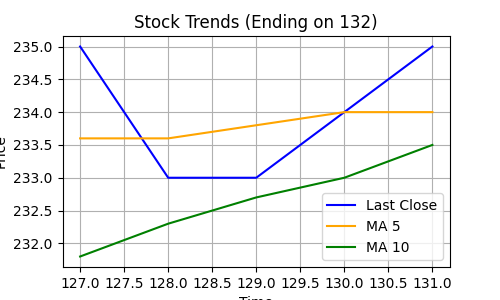 Stock Trends (Ending on 132)
235.0
234.5
234.0
233.5
233.0
232.5
232.0
Price
Last Close
MA 5
MA 10
127.0 127.5 128.0 128.5 129.0 129.5 130.0 130.5 131.0
Time